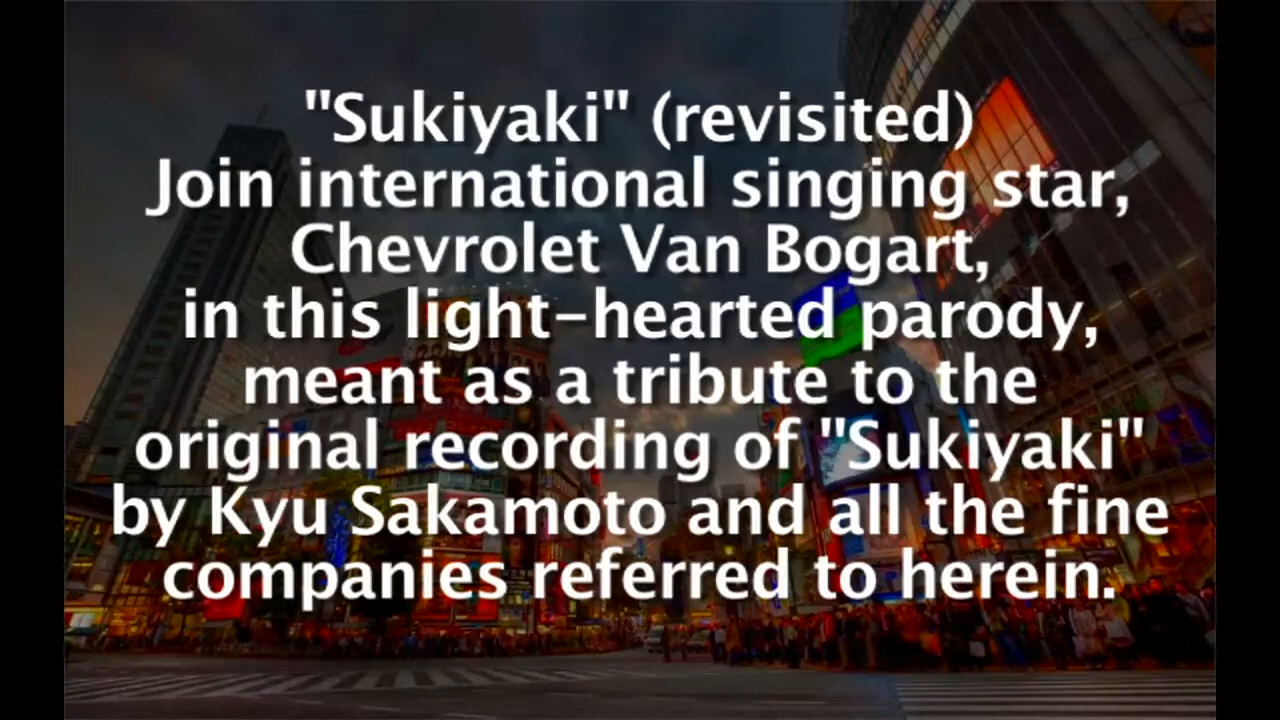 "Sukiyaki" (revisited)
Join international singing star,
Chevrolet Van Bogart,
in this light-hearted parody,
meant as a tribute to the
original recording of "Sukiyaki"
by Kyu Sakamoto and all the fine
companies referred to herein.